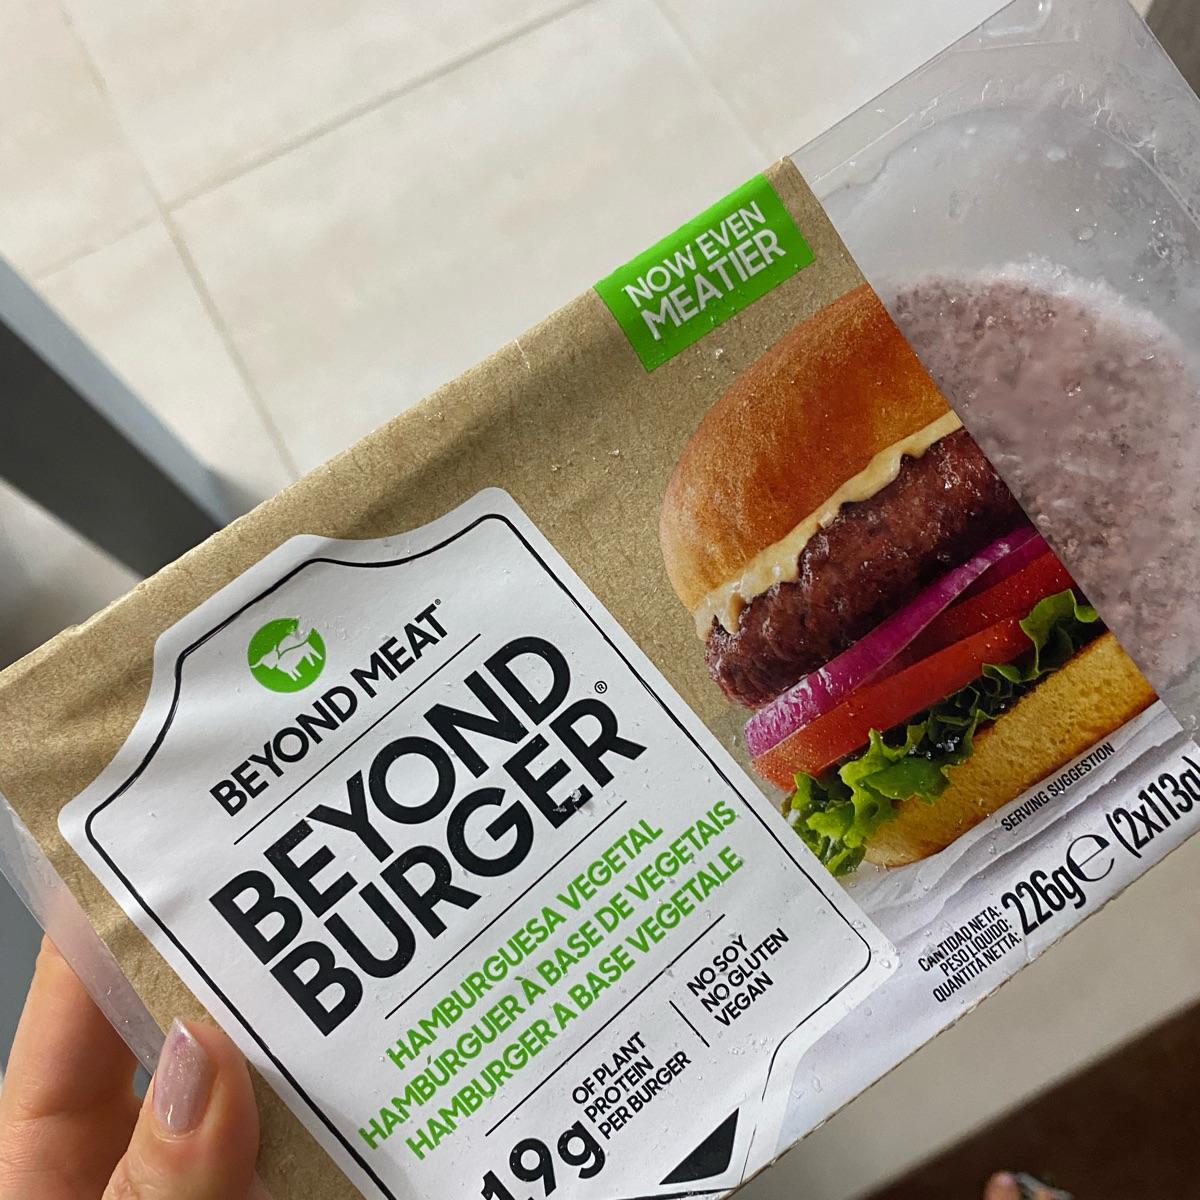 NOW EVEN
MEATIER
BEYOND MEAT®
BEYOND
BURGER®
HAMBURGUESA VEGETAL
HAMBÚRGUER À BASE DE VEGETAIS
HAMBURGER A BASE VEGETALE
19g
OF PLANT
PROTEIN
PER BURGER
NO SOY
NO GLUTEN
VEGAN
SERVING SUGGESTION
CANTIDAD NETA:
PESO LÍQUIDO:
QUANTITÀ NETTA:
226g℮ (2x113g)